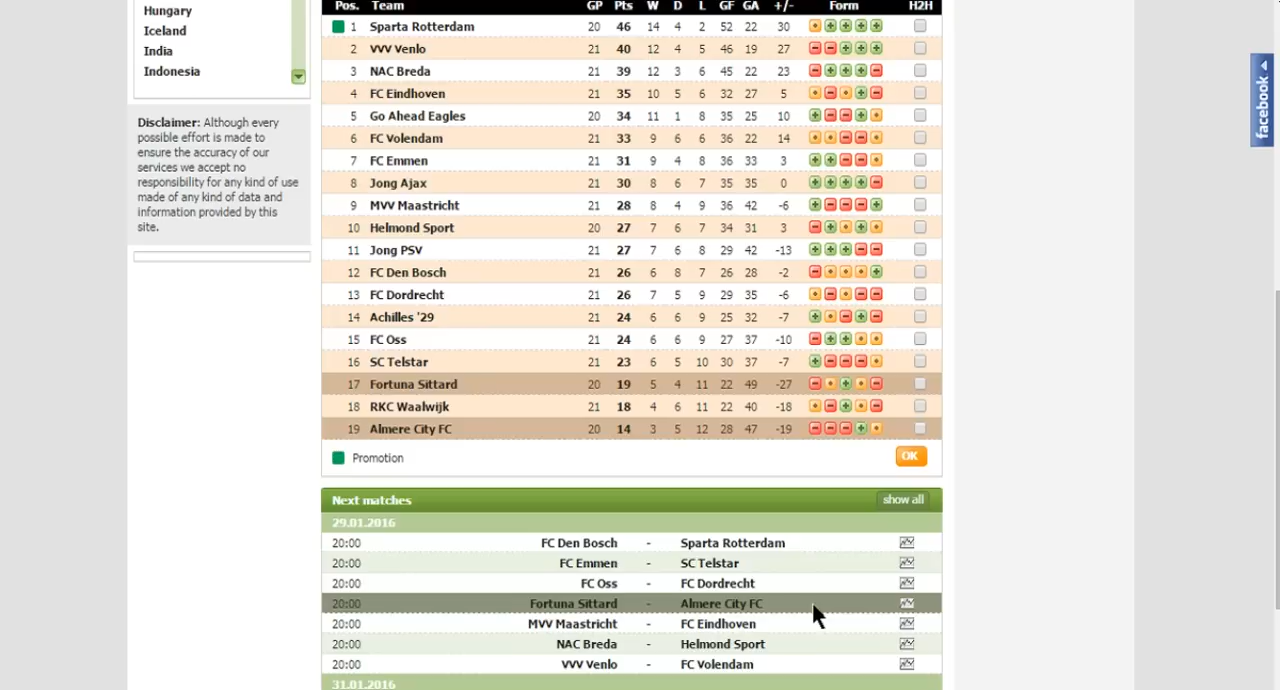 Hungary
Iceland
India
Indonesia
Disclaimer: Although every
possible effort is made to
ensure the accuracy of our
services we accept no
responsibility for any kind of use
made of any kind of data and
information provided by this
site.
Pos. Team GP Pts W D L GF GA +/- Form H2H
1 Sparta Rotterdam 20 46 14 4 2 52 22 30
2 VVV Venlo 21 40 12 4 5 46 19 27
3 NAC Breda 21 39 12 3 6 45 22 23
4 FC Eindhoven 21 35 10 5 6 32 27 5
5 Go Ahead Eagles 20 34 11 1 8 35 25 10
6 FC Volendam 21 33 9 6 6 36 22 14
7 FC Emmen 21 31 9 4 8 36 33 3
8 Jong Ajax 21 30 8 6 7 35 35 0
9 MVV Maastricht 21 28 8 4 9 36 42 -6
10 Helmond Sport 20 27 7 6 7 34 31 3
11 Jong PSV 21 27 7 6 8 29 42 -13
12 FC Den Bosch 21 26 6 8 7 26 28 -2
13 FC Dordrecht 21 26 7 5 9 29 35 -6
14 Achilles '29 21 24 6 6 9 25 32 -7
15 FC Oss 21 24 6 6 9 27 37 -10
16 SC Telstar 21 23 6 5 10 30 37 -7
17 Fortuna Sittard 20 19 5 4 11 22 49 -27
18 RKC Waalwijk 21 18 4 6 11 22 40 -18
19 Almere City FC 20 14 3 5 12 28 47 -19
Promotion OK
Next matches show all
29.01.2016
20:00 FC Den Bosch - Sparta Rotterdam
20:00 FC Emmen - SC Telstar
20:00 FC Oss - FC Dordrecht
20:00 Fortuna Sittard - Almere City FC
20:00 MVV Maastricht - FC Eindhoven
20:00 NAC Breda - Helmond Sport
20:00 VVV Venlo - FC Volendam
31.01.2016
facebook